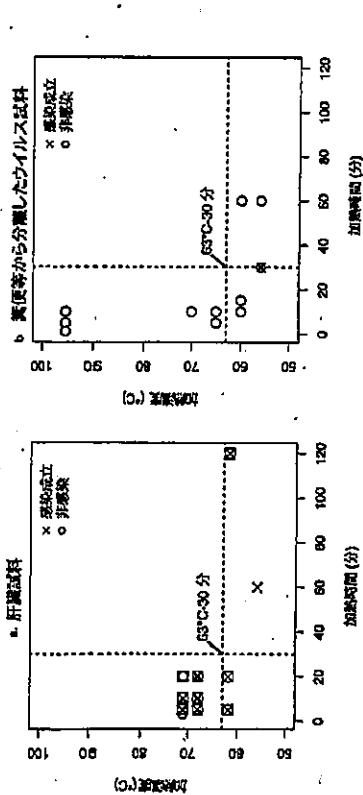 a. 肝臓試料
× 感染成立
○ 非感染
63°C-30 分
加熱温度 (°C)
100
90
80
70
60
50
0
20
40
60
80
100
120
加熱時間 (分)
b 糞便等から分離したウイルス試料
× 感染成立
○ 非感染
63°C-30 分
加熱温度 (°C)
100
90
80
70
60
50
0
20
40
60
80
100
120
加熱時間 (分)